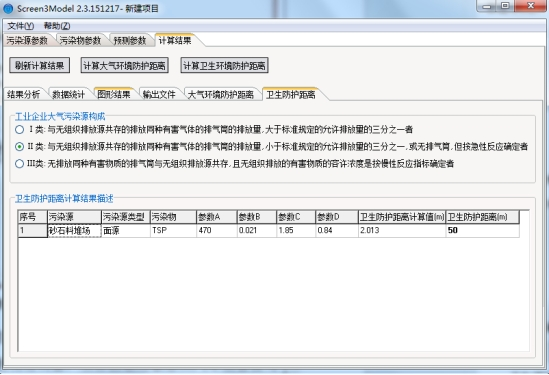 Screen3Model 2.3.151217- 新建项目
文件(Y) 帮助(Z)
污染源参数 污染物参数 预测参数 计算结果
刷新计算结果 计算大气环境防护距离 计算卫生环境防护距离
结果分析 数据统计 图形结果 输出文件 大气环境防护距离 卫生防护距离
工业企业大气污染源构成
I 类: 与无组织排放源共存的排放同种有害气体的排气筒的排放量, 大于标准规定的允许排放量的三分之一者
II 类: 与无组织排放源共存的排放同种有害气体的排气筒的排放量, 小于标准规定的允许排放量的三分之一, 或无排气筒, 但按急性反应确定者
III类: 无排放同种有害物质的排气筒与无组织排放源共存, 且无组织排放的有害物质的容许浓度是按慢性反应指标确定者
卫生防护距离计算结果描述
序号 污染源 污染源类型 污染物 参数A 参数B 参数C 参数D 卫生防护距离计算值(m) 卫生防护距离(m)
1 砂石料堆场 面源 TSP 470 0.021 1.85 0.84 2.013 50